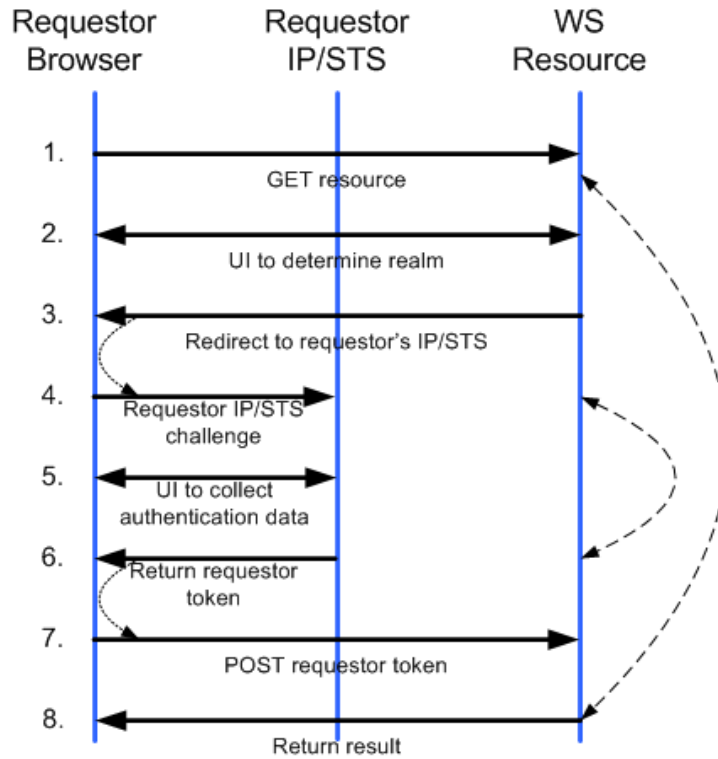 Requestor
Browser
Requestor
IP/STS
WS
Resource
1.
GET resource
2.
UI to determine realm
3.
Redirect to requestor's IP/STS
4.
Requestor IP/STS
challenge
5.
UI to collect
authentication data
6.
Return requestor
token
7.
POST requestor token
8.
Return result